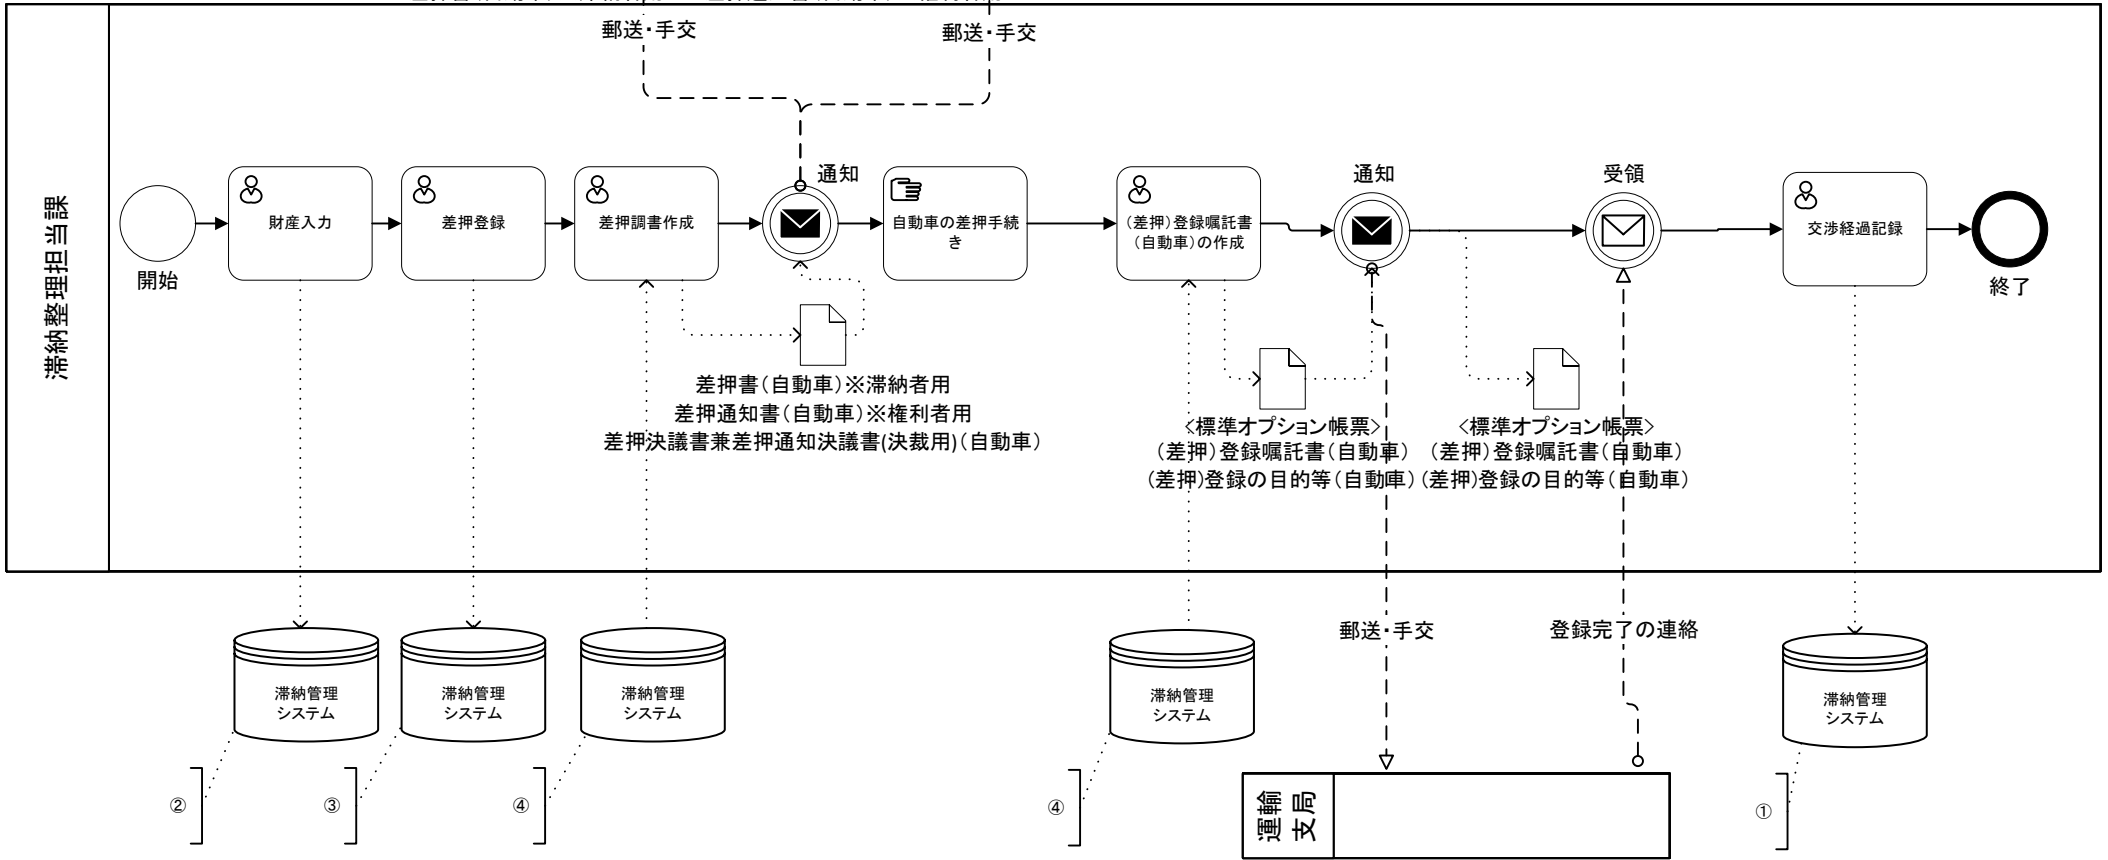 郵送・手交
郵送・手交
滞納整理担当課
開始
財産入力
差押登録
差押調書作成
通知
自動車の差押手続
き
(差押)登録嘱託書
(自動車)の作成
通知
受領
交渉経過記録
終了
差押書(自動車)※滞納者用
差押通知書(自動車)※権利者用
差押決議書兼差押通知決議書(決裁用)(自動車)
<標準オプション帳票>
(差押)登録嘱託書(自動車)
(差押)登録の目的等(自動車)
<標準オプション帳票>
(差押)登録嘱託書(自動車)
(差押)登録の目的等(自動車)
郵送・手交
登録完了の連絡
滞納管理
システム
滞納管理
システム
滞納管理
システム
滞納管理
システム
滞納管理
システム
②
③
④
④
①
運輸
支局